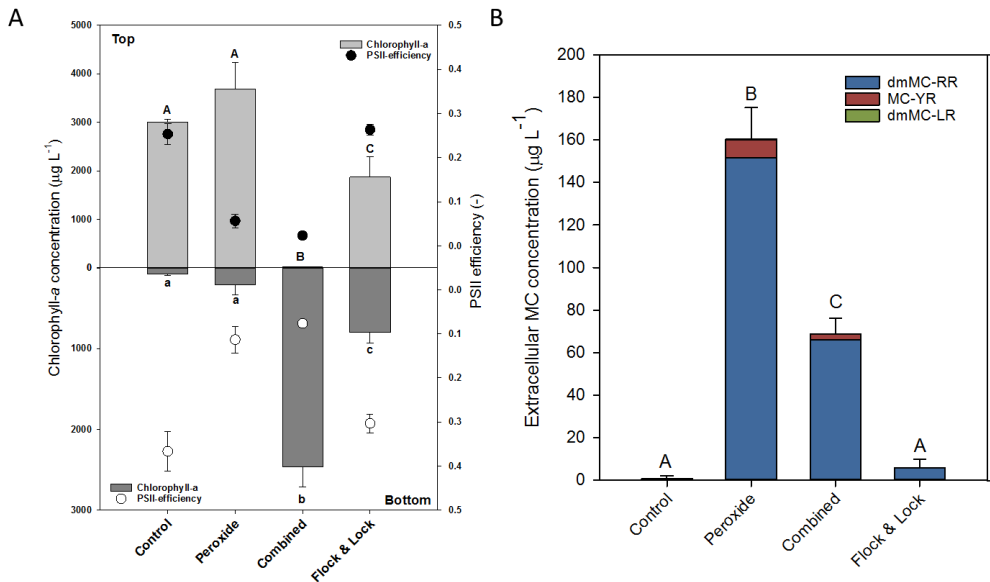 A
Top
Chlorophyll-a
PSII-efficiency
5000
4000
3000
2000
1000
0
1000
2000
3000
Chlorophyll-a concentration (µg L⁻¹)
0.5
0.4
0.3
0.2
0.1
0.0
0.0
0.1
0.2
0.3
0.4
0.5
PSII efficiency (-)
A
A
B
C
a
a
b
c
Chlorophyll-a
PSII-efficiency
Bottom
Control
Peroxide
Combined
Flock & Lock
B
dmMC-RR
MC-YR
dmMC-LR
200
180
160
140
120
100
80
60
40
20
0
Extracellular MC concentration (µg L⁻¹)
A
B
C
A
Control
Peroxide
Combined
Flock & Lock